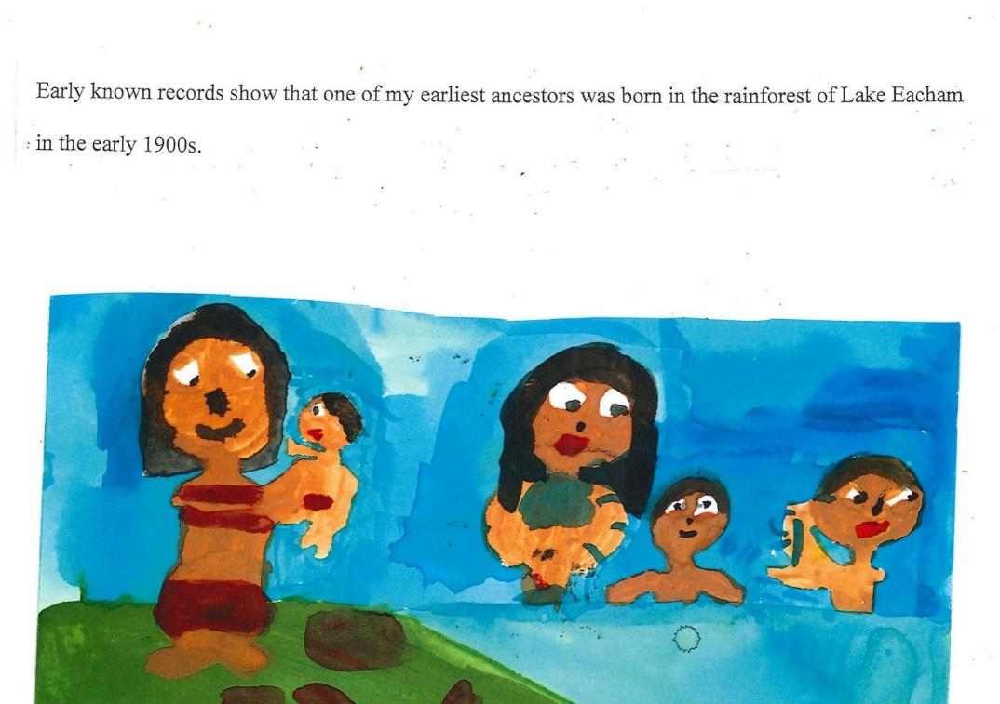 Early known records show that one of my earliest ancestors was born in the rainforest of Lake Eacham
in the early 1900s.